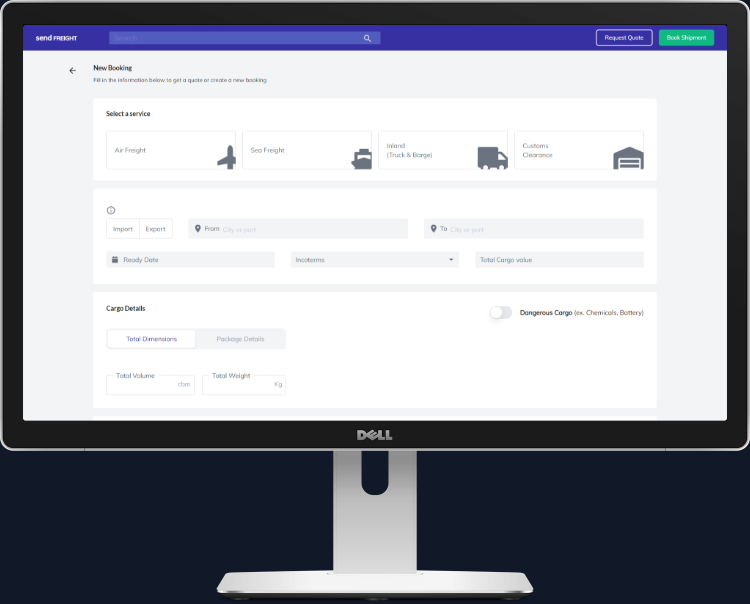 send FREIGHT
Search
Request Quote
Book Shipment
New Booking
Fill in the information below to get a quote or create a new booking
Select a service
Air Freight
Sea Freight
Inland
(Truck & Barge)
Customs
Clearance
Import
Export
From City or port
To City or port
Ready Date
Incoterms
Total Cargo value
Cargo Details
Dangerous Cargo (ex. Chemicals, Battery)
Total Dimensions
Package Details
Total Volume
cbm
Total Weight
Kg
DELL